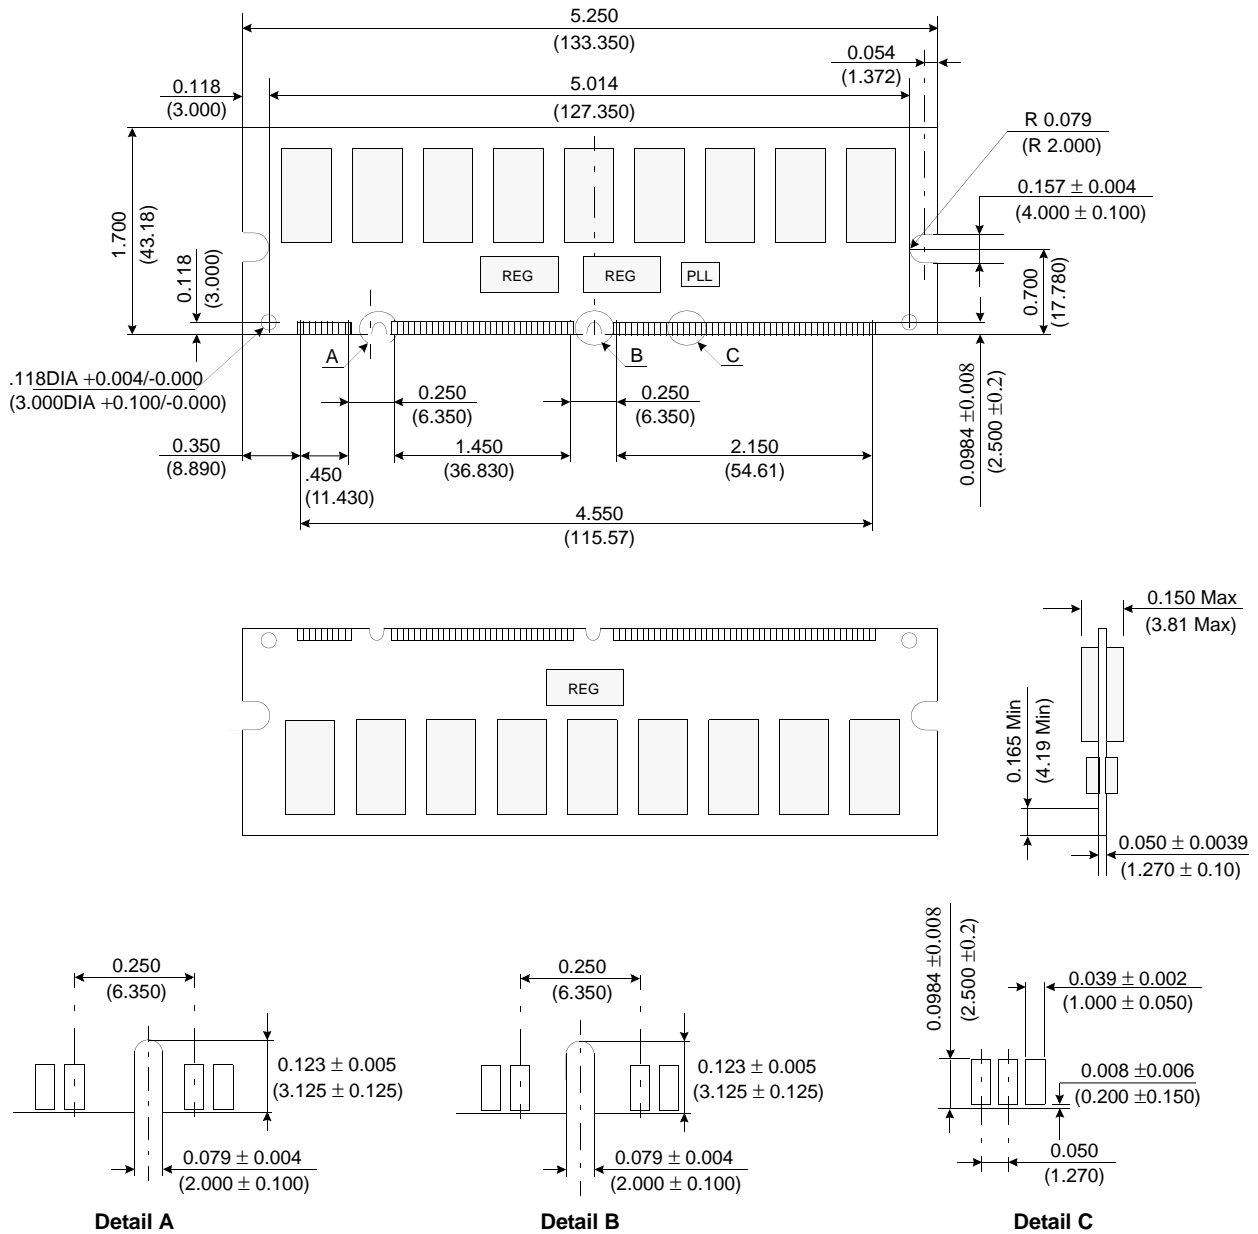 5.250
(133.350)
0.054
(1.372)
0.118
(3.000)
5.014
(127.350)
R 0.079
(R 2.000)
0.157 ± 0.004
(4.000 ± 0.100)
1.700
(43.18)
0.118
(3.000)
REG
REG
PLL
0.700
(17.780)
A
B
C
.118DIA +0.004/-0.000
(3.000DIA +0.100/-0.000)
0.250
(6.350)
0.250
(6.350)
0.0984 ±0.008
(2.500 ±0.2)
0.350
(8.890)
.450
(11.430)
1.450
(36.830)
2.150
(54.61)
4.550
(115.57)
0.150 Max
(3.81 Max)
REG
0.165 Min
(4.19 Min)
0.050 ± 0.0039
(1.270 ± 0.10)
0.250
(6.350)
0.123 ± 0.005
(3.125 ± 0.125)
0.079 ± 0.004
(2.000 ± 0.100)
Detail A
0.250
(6.350)
0.123 ± 0.005
(3.125 ± 0.125)
0.079 ± 0.004
(2.000 ± 0.100)
Detail B
0.0984 ±0.008
(2.500 ±0.2)
0.039 ± 0.002
(1.000 ± 0.050)
0.008 ±0.006
(0.200 ±0.150)
0.050
(1.270)
Detail C